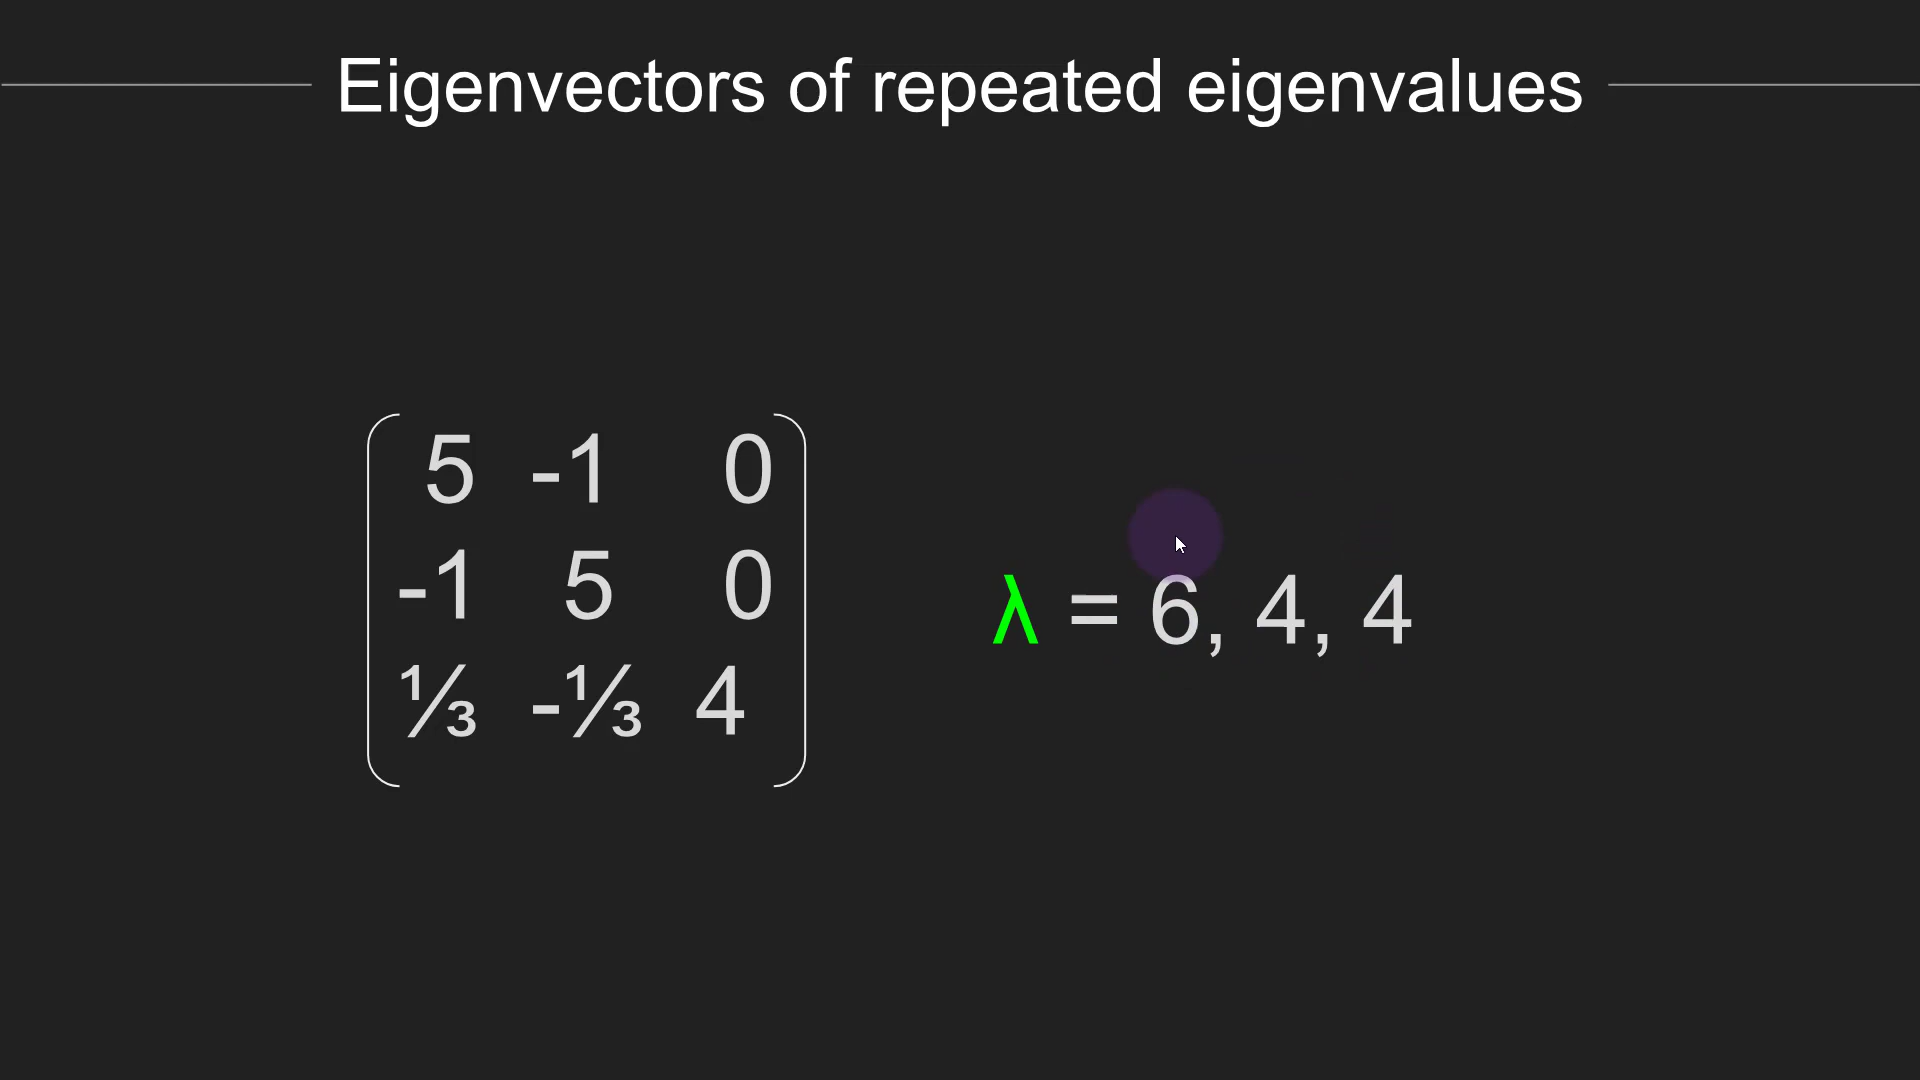 Eigenvectors of repeated eigenvalues
5 -1 0
-1 5 0
⅓ -⅓ 4
λ = 6, 4, 4